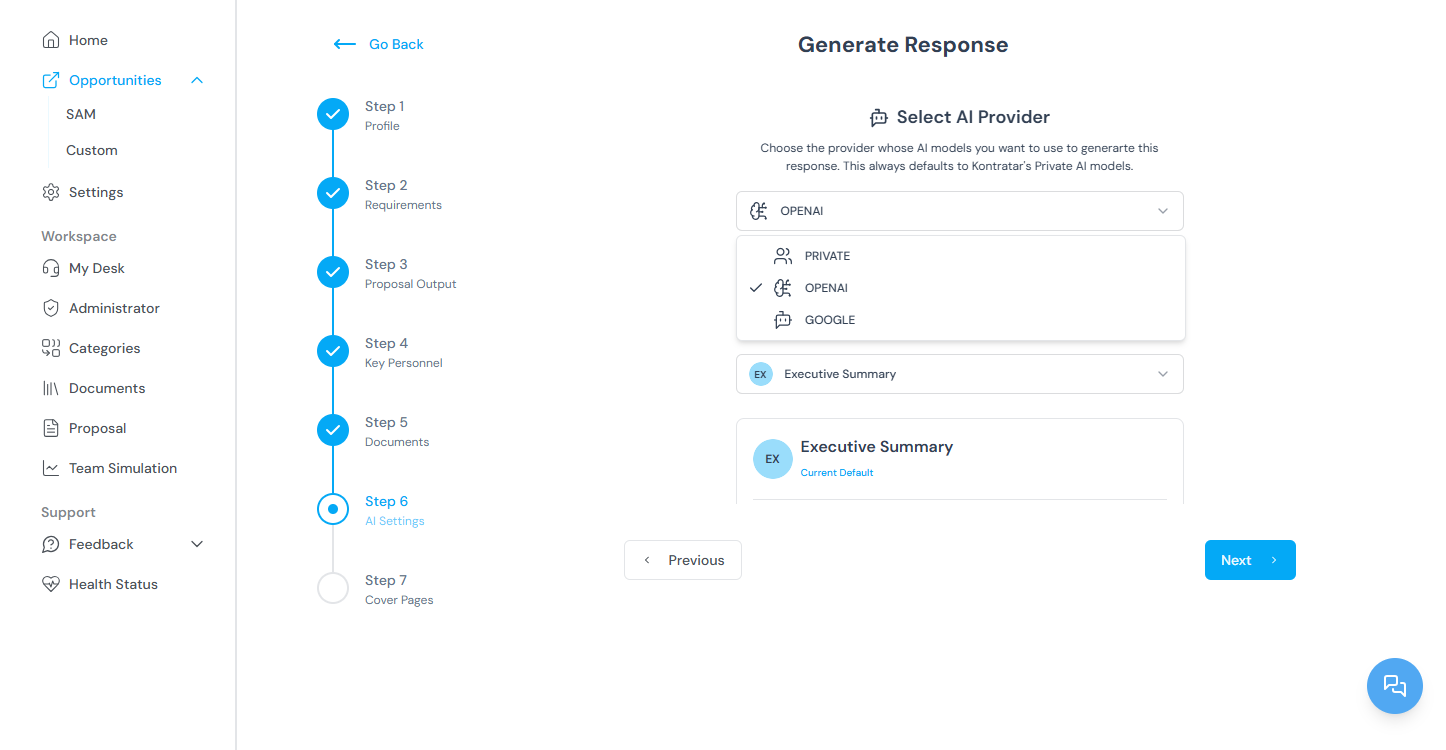 Home
Opportunities
SAM
Custom
Settings
Workspace
My Desk
Administrator
Categories
Documents
Proposal
Team Simulation
Support
Feedback
Health Status
Go Back
Generate Response
Step 1
Profile
Step 2
Requirements
Step 3
Proposal Output
Step 4
Key Personnel
Step 5
Documents
Step 6
AI Settings
Step 7
Cover Pages
Select AI Provider
Choose the provider whose AI models you want to use to generarte this
response. This always defaults to Kontratar's Private AI models.
OPENAI
PRIVATE
OPENAI
GOOGLE
EX Executive Summary
EX Executive Summary
Current Default
Previous
Next